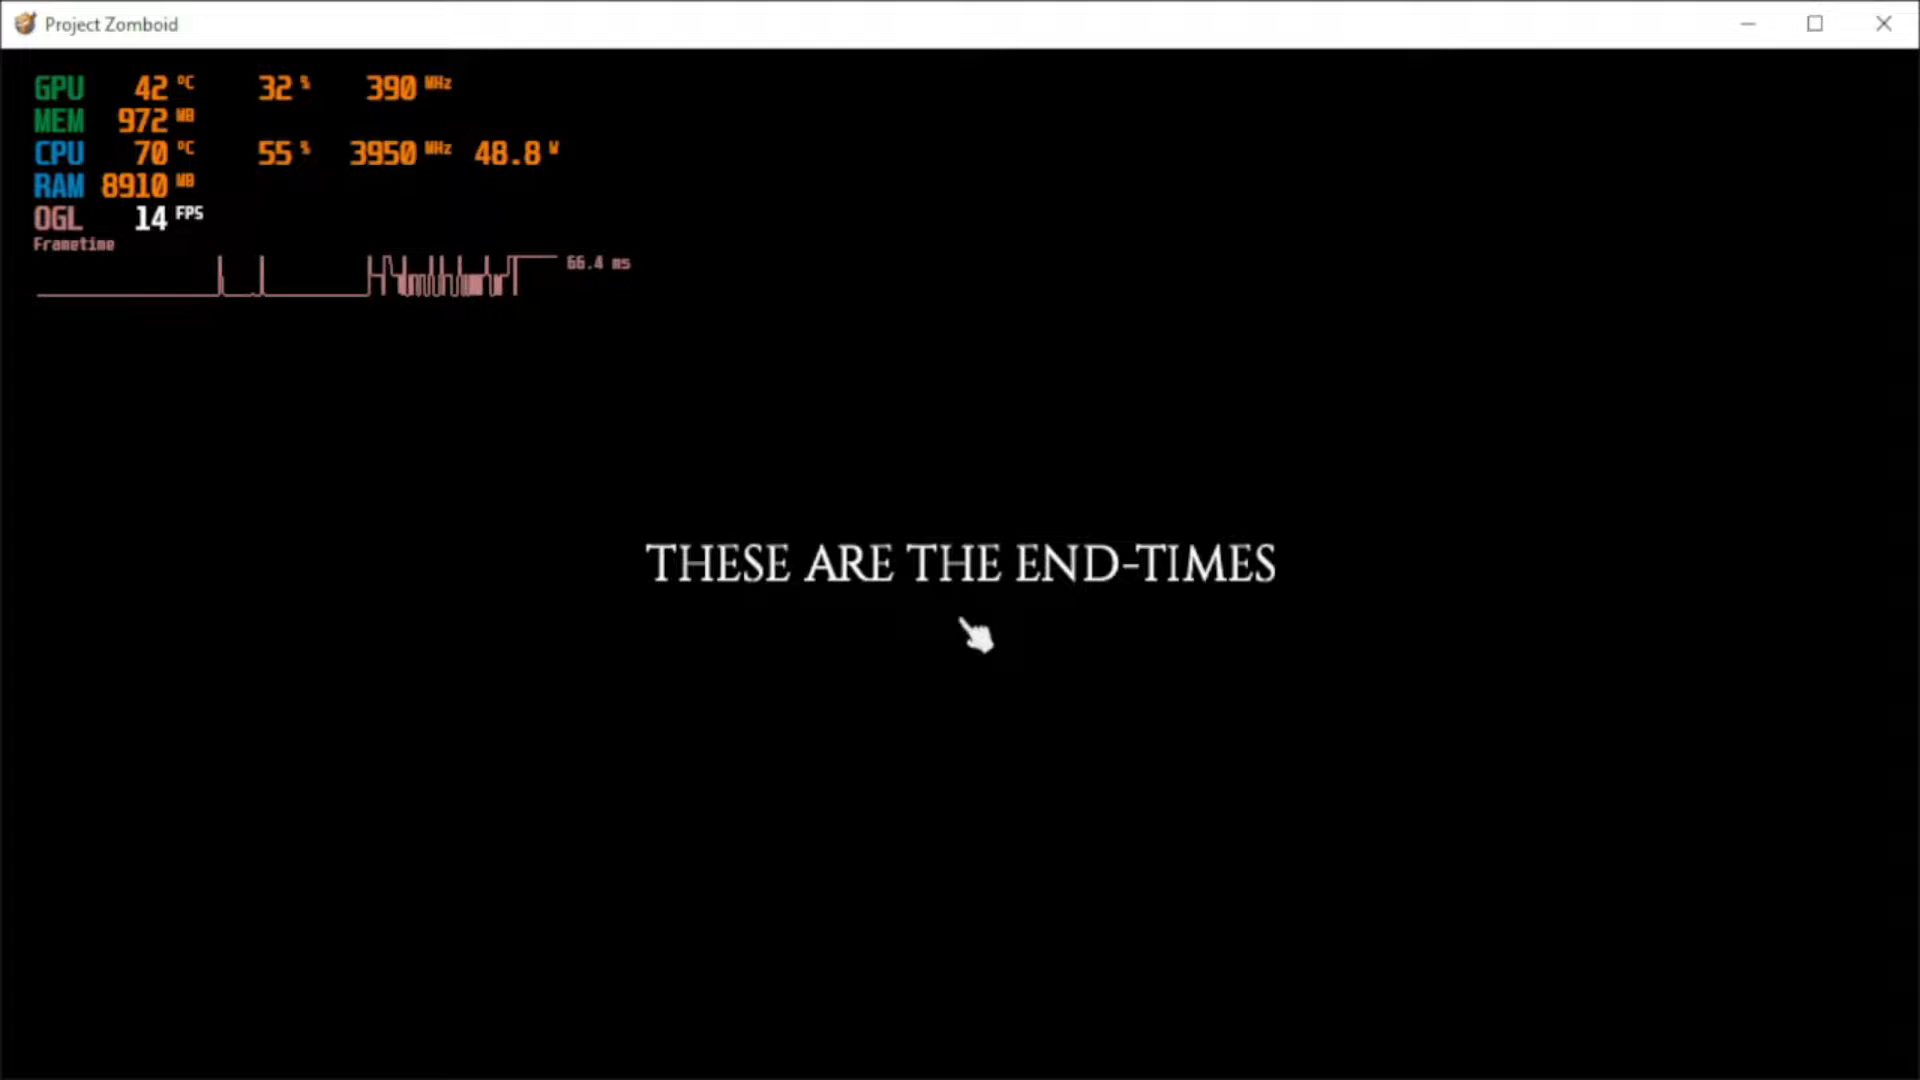 Project Zomboid
GPU 42 °C 32 % 390 MHz
MEM 972 MB
CPU 70 °C 55 % 3950 MHz 48.8 W
RAM 8910 MB
OGL 14 FPS
Frametime
66.4 ms
THESE ARE THE END-TIMES